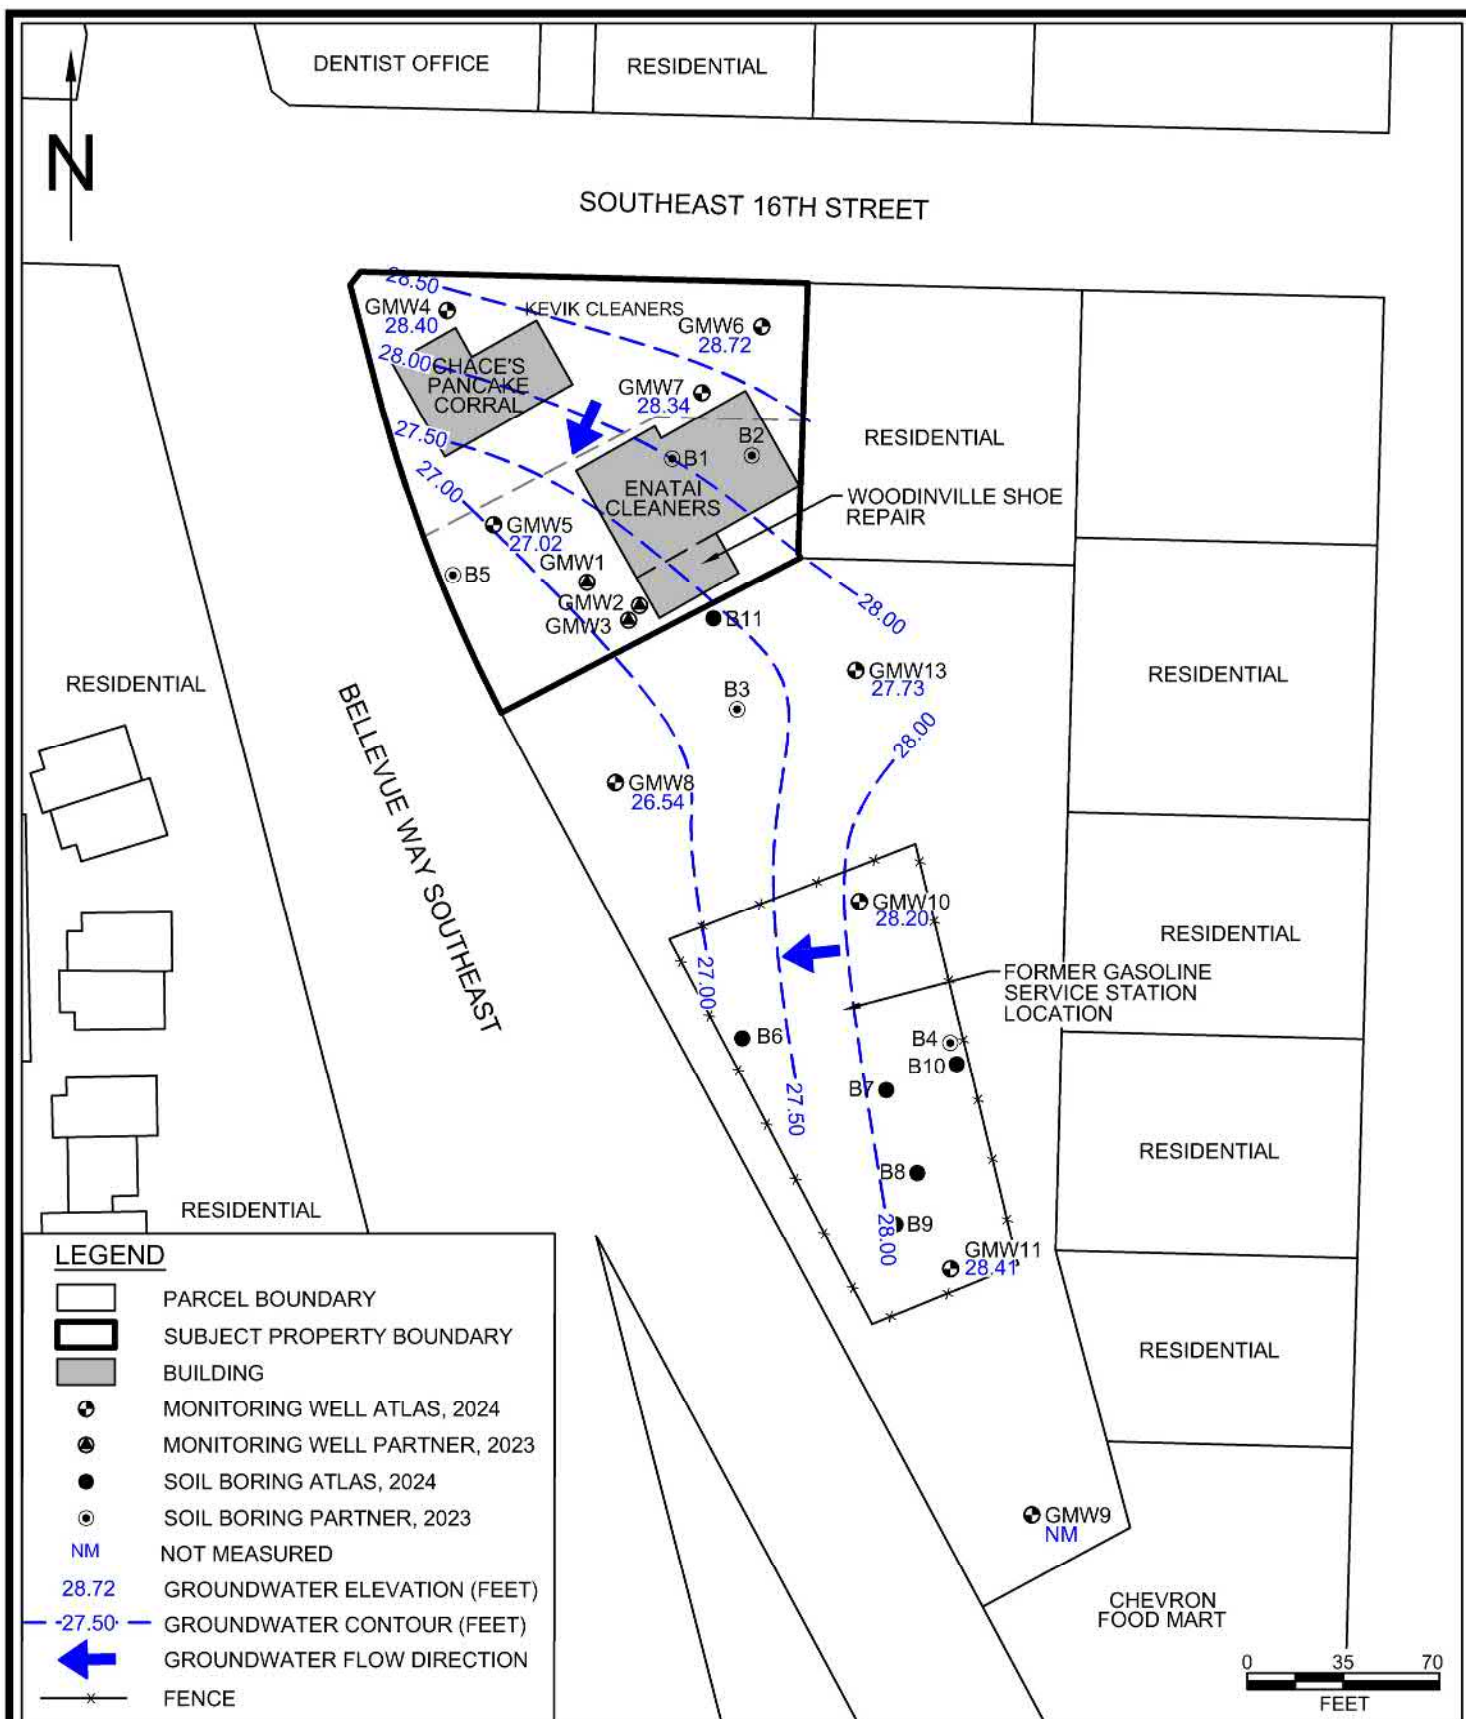 DENTIST OFFICE
RESIDENTIAL
N
SOUTHEAST 16TH STREET
28.50
GMW4
28.40
KEVIK CLEANERS
GMW6
28.72
28.00
CHACE'S
PANCAKE
CORRAL
GMW7
28.34
27.50
B2
B1
RESIDENTIAL
27.00
ENATAI
CLEANERS
WOODINVILLE SHOE
REPAIR
GMW5
27.02
GMW1
B5
GMW2
GMW3
B11
28.00
GMW13
27.73
RESIDENTIAL
RESIDENTIAL
B3
28.00
BELLEVUE WAY SOUTHEAST
GMW8
26.54
GMW10
28.20
RESIDENTIAL
27.00
FORMER GASOLINE
SERVICE STATION
LOCATION
B6
B4
B10
B7
27.50
RESIDENTIAL
B8
RESIDENTIAL
B9
28.00
GMW11
28.41
RESIDENTIAL
GMW9
NM
CHEVRON
FOOD MART
LEGEND
PARCEL BOUNDARY
SUBJECT PROPERTY BOUNDARY
BUILDING
MONITORING WELL ATLAS, 2024
MONITORING WELL PARTNER, 2023
SOIL BORING ATLAS, 2024
SOIL BORING PARTNER, 2023
NM NOT MEASURED
28.72 GROUNDWATER ELEVATION (FEET)
27.50 GROUNDWATER CONTOUR (FEET)
GROUNDWATER FLOW DIRECTION
FENCE
0 35 70
FEET